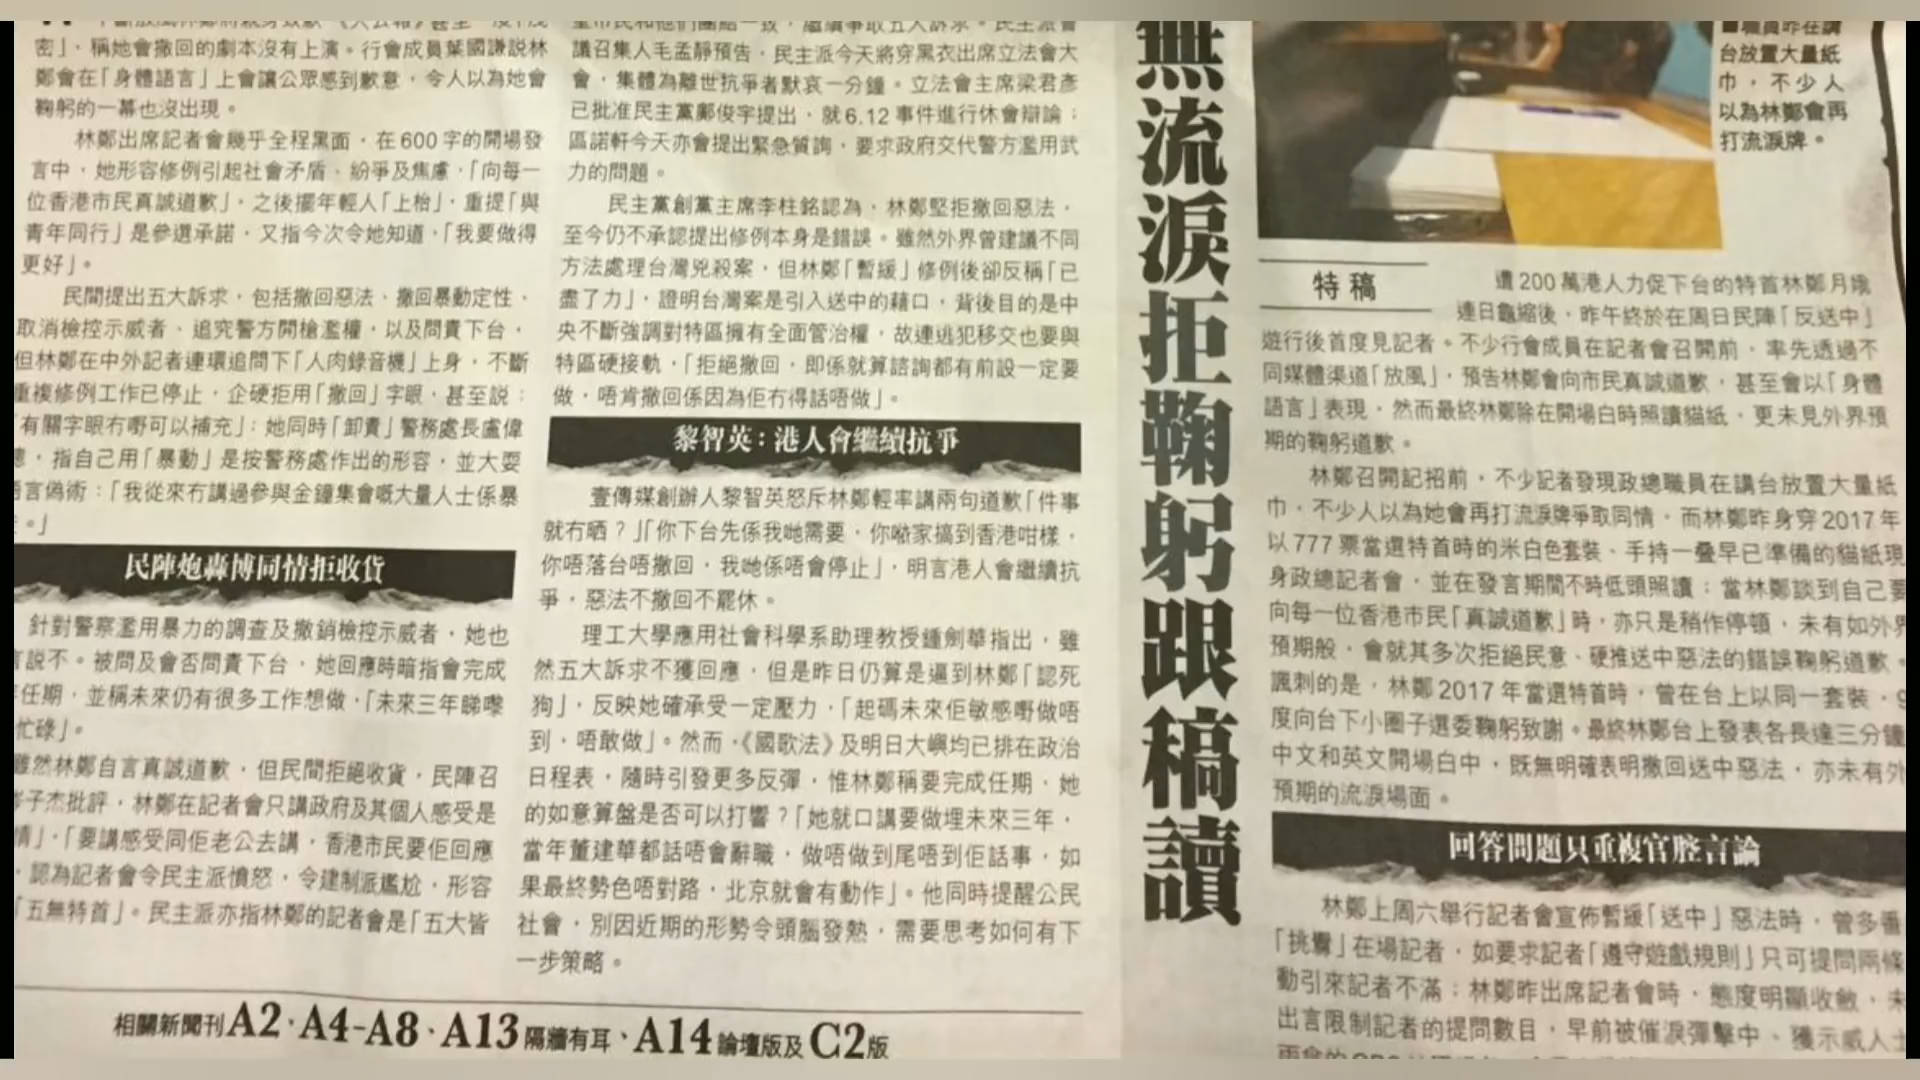 密」，稱她會撤回的劇本沒有上演。行會成員葉國謙說林
鄭會在「身體語言」上會讓公眾感到歉意，令人以為她會
鞠躬的一幕也沒出現。
林鄭出席記者會幾乎全程黑面，在600字的開場發
言中，她形容修例引起社會矛盾、紛爭及焦慮，「向每一
位香港市民真誠道歉」，之後擺年輕人「上枱」，重提「與
青年同行」是參選承諾，又指今次令她知道，「我要做得
更好」。
民間提出五大訴求，包括撤回惡法、撤回暴動定性、
取消檢控示威者、追究警方開槍濫權，以及問責下台，
但林鄭在中外記者連環追問下「人肉錄音機」上身，不斷
重複修例工作已停止，企硬拒用「撤回」字眼，甚至説：
「有關字眼冇嘢可以補充」；她同時「卸責」警務處長盧偉
，指自己用「暴動」是按警務處作出的形容，並大耍
語言偽術：「我從來冇講過參與金鐘集會嘅大量人士係暴
。」
民陣炮轟博同情拒收貨
針對警察濫用暴力的調查及撤銷檢控示威者，她也
説不。被問及會否問責下台，她回應時暗指會完成
任期，並稱未來仍有很多工作想做，「未來三年睇嚟
忙碌」。
雖然林鄭自言真誠道歉，但民間拒絕收貨，民陣召
岑子杰批評，林鄭在記者會只講政府及其個人感受是
情」，「要講感受同佢老公去講，香港市民要佢回應
，認為記者會令民主派憤怒，令建制派尷尬，形容
「五無特首」。民主派亦指林鄭的記者會是「五大皆
議召集人毛孟靜預告，民主派今天將穿黑衣出席立法會大
會，集體為離世抗爭者默哀一分鐘。立法會主席梁君彥
已批准民主黨鄺俊宇提出，就6.12事件進行休會辯論；
區諾軒今天亦會提出緊急質詢，要求政府交代警方濫用武
力的問題。
民主黨創黨主席李柱銘認為，林鄭堅拒撤回惡法，
至今仍不承認提出修例本身是錯誤。雖然外界曾建議不同
方法處理台灣兇殺案，但林鄭「暫緩」修例後卻反稱「已
盡了力」，證明台灣案是引入送中的藉口，背後目的是中
央不斷強調對特區擁有全面管治權，故連逃犯移交也要與
特區硬接軌，「拒絕撤回，即係就算諮詢都有前設一定要
做，唔肯撤回係因為佢冇得話唔做」。
黎智英：港人會繼續抗爭
壹傳媒創辦人黎智英怒斥林鄭輕率講兩句道歉「件事
就冇晒？」「你下台先係我哋需要，你喺家搞到香港咁樣，
你唔落台唔撤回，我哋係唔會停止」，明言港人會繼續抗
爭，惡法不撤回不罷休。
理工大學應用社會科學系助理教授鍾劍華指出，雖
然五大訴求不獲回應，但是昨日仍算是逼到林鄭「認死
狗」，反映她確承受一定壓力，「起碼未來佢敏感嘢做唔
到，唔敢做」。然而，《國歌法》及明日大嶼均已排在政治
日程表，隨時引發更多反彈，惟林鄭稱要完成任期，她
的如意算盤是否可以打響？「她就口講要做埋未來三年，
當年董建華都話唔會辭職，做唔做到尾唔到佢話事，如
果最終勢色唔對路，北京就會有動作」。他同時提醒公民
社會，別因近期的形勢令頭腦發熱，需要思考如何有下
一步策略。
相關新聞刊A2、A4-A8、A13隔牆有耳、A14論壇版及C2版
無流淚拒鞠躬跟稿讀
■職員昨在講
台放置大量紙
巾，不少人
以為林鄭會再
打流淚牌。
特稿
遭200萬港人力促下台的特首林鄭月娥
連日龜縮後，昨午終於在周日民陣「反送中」
遊行後首度見記者。不少行會成員在記者會召開前，率先透過不
同媒體渠道「放風」，預告林鄭會向市民真誠道歉，甚至會以「身體
語言」表現，然而最終林鄭除在開場白時照讀貓紙，更未見外界預
期的鞠躬道歉。
林鄭召開記招前，不少記者發現政總職員在講台放置大量紙
巾，不少人以為她會再打流淚牌爭取同情。而林鄭昨身穿2017年
以777票當選特首時的米白色套裝、手持一疊早已準備的貓紙現
身政總記者會，並在發言期間不時低頭照讀；當林鄭談到自己要
向每一位香港市民「真誠道歉」時，亦只是稍作停頓，未有如外界
預期般，會就其多次拒絕民意、硬推送中惡法的錯誤鞠躬道歉。
諷刺的是，林鄭2017年當選特首時，曾在台上以同一套裝，9
度向台下小圈子選委鞠躬致謝。最終林鄭台上發表各長達三分鐘
中文和英文開場白中，既無明確表明撤回送中惡法，亦未有外
預期的流淚場面。
回答問題只重複官腔言論
林鄭上周六舉行記者會宣佈暫緩「送中」惡法時，曾多番
「挑釁」在場記者，如要求記者「遵守遊戲規則」只可提問兩條
動引來記者不滿；林鄭昨出席記者會時，態度明顯收斂，未
出言限制記者的提問數目，早前被催淚彈擊中、獲示威人士